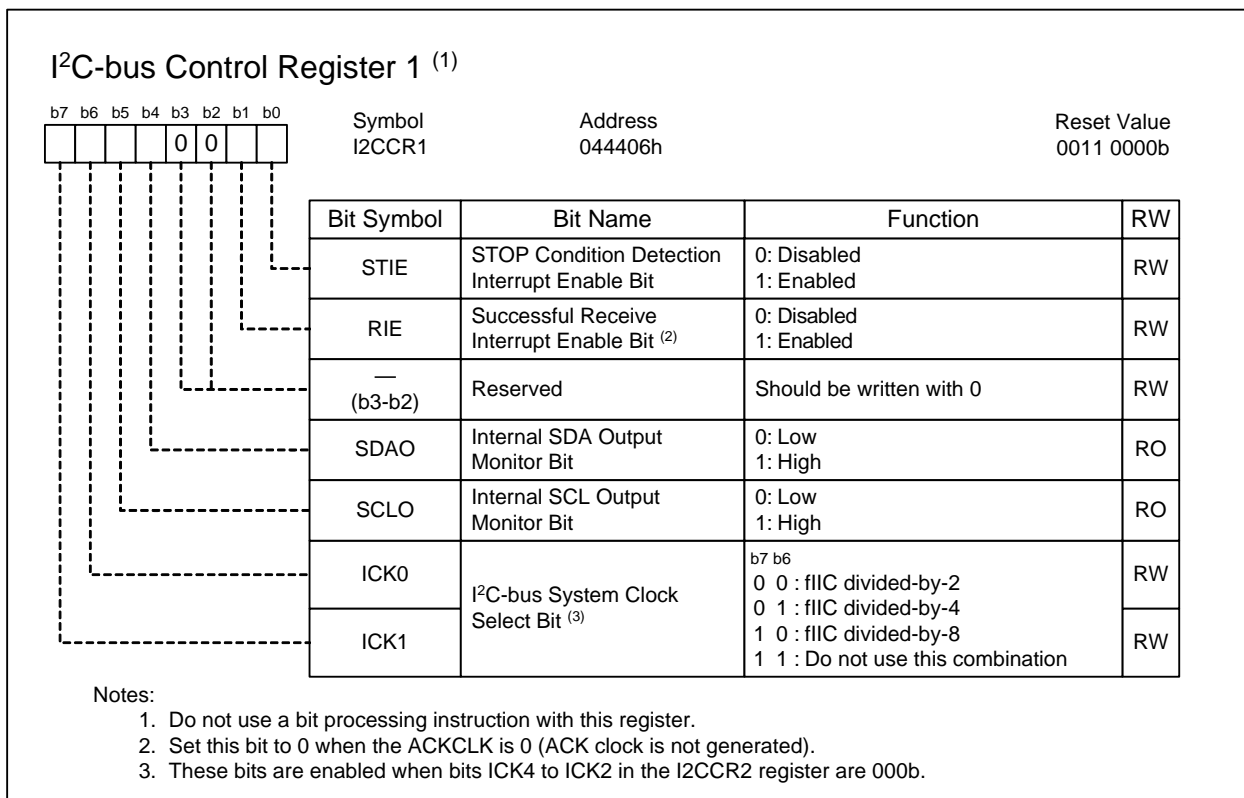 I²C-bus Control Register 1 (1)
b7 b6 b5 b4 b3 b2 b1 b0
0 0
Symbol Address Reset Value
I2CCR1 044406h 0011 0000b
Bit Symbol Bit Name Function RW
STIE STOP Condition Detection 0: Disabled RW
Interrupt Enable Bit 1: Enabled
RIE Successful Receive 0: Disabled RW
Interrupt Enable Bit (2) 1: Enabled
— Reserved Should be written with 0 RW
(b3-b2)
SDAO Internal SDA Output 0: Low RO
Monitor Bit 1: High
SCLO Internal SCL Output 0: Low RO
Monitor Bit 1: High
b7 b6
ICK0 0 0 : fIIC divided-by-2 RW
I²C-bus System Clock 0 1 : fIIC divided-by-4
Select Bit (3) 1 0 : fIIC divided-by-8
ICK1 1 1 : Do not use this combination RW
Notes:
1. Do not use a bit processing instruction with this register.
2. Set this bit to 0 when the ACKCLK is 0 (ACK clock is not generated).
3. These bits are enabled when bits ICK4 to ICK2 in the I2CCR2 register are 000b.